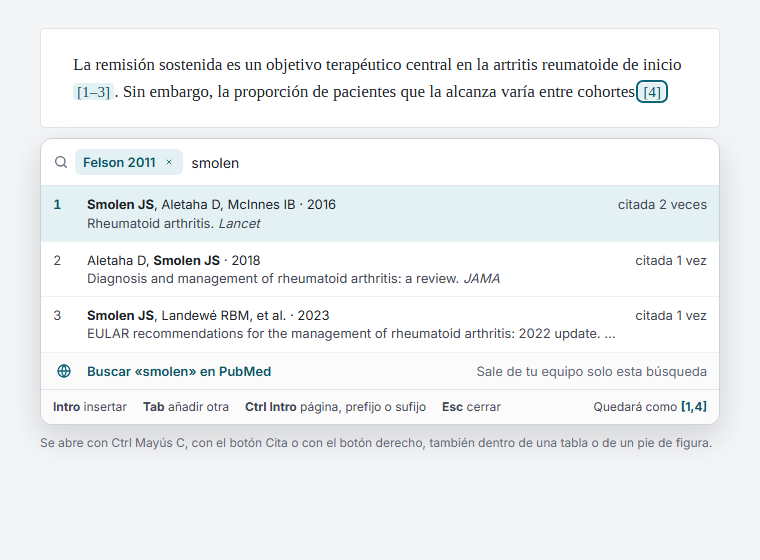 La remisión sostenida es un objetivo terapéutico central en la artritis reumatoide de inicio
[1–3]. Sin embargo, la proporción de pacientes que la alcanza varía entre cohortes [4]
Felson 2011 × smolen
1 Smolen JS, Aletaha D, McInnes IB · 2016 citada 2 veces
Rheumatoid arthritis. Lancet
2 Aletaha D, Smolen JS · 2018 citada 1 vez
Diagnosis and management of rheumatoid arthritis: a review. JAMA
3 Smolen JS, Landewé RBM, et al. · 2023 citada 1 vez
EULAR recommendations for the management of rheumatoid arthritis: 2022 update. ...
Buscar «smolen» en PubMed Sale de tu equipo solo esta búsqueda
Intro insertar Tab añadir otra Ctrl Intro página, prefijo o sufijo Esc cerrar Quedará como [1,4]
Se abre con Ctrl Mayús C, con el botón Cita o con el botón derecho, también dentro de una tabla o de un pie de figura.